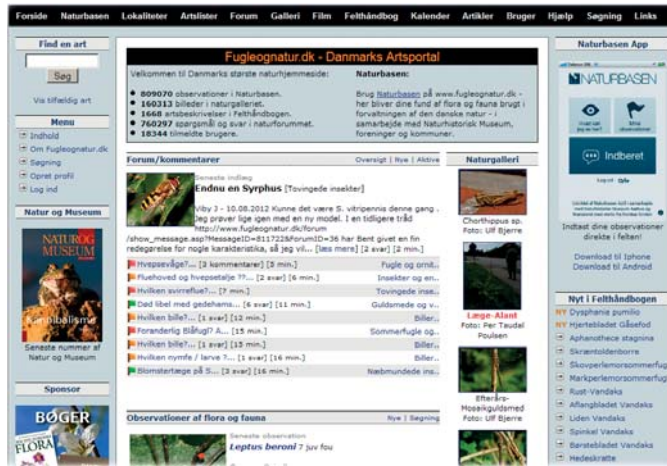 Forside Naturbasen Lokaliteter Artslister Forum Galleri Film Felthåndbog Kalender Artikler Bruger Hjælp Søgning Links
Find en art
Søg
Vis tilfældig art
Menu
Indhold
Om Fugleognatur.dk
Søgning
Opret profil
Log ind
Natur og Museum
NATUROG
MUSEUM
Kannibalisme
Seneste nummer af
Natur og Museum
Sponsor
BØGER
FLORA
Fugleognatur.dk - Danmarks Artsportal
Velkommen til Danmarks største naturhjemmeside:
809070 observationer i Naturbasen.
160313 billeder i naturgalleriet.
1668 artsbeskrivelser i Felthåndbogen.
760297 spørgsmål og svar i naturforummet.
18344 tilmeldte brugere.
Naturbasen:
Brug Naturbasen på www.fugleognatur.dk -
her bliver dine fund af flora og fauna brugt i
forvaltningen af den danske natur - i
samarbejde med Naturhistorisk Museum,
foreninger og kommuner.
Forum/kommentarer Oversigt | Nye | Aktive
Seneste indlæg
Endnu en Syrphus [Tovingede insekter]
Viby J - 10.08.2012 Kunne det være S. vitripennis denne gang .
Jeg prøver lige igen med en ny model. I en tidligere tråd
http://www.fugleognatur.dk/forum
/show_message.asp?MessageID=811722&ForumID=36 har Bent givet en fin
redegørelse for nogle karakteristika, så jeg vil... [læs mere] [2 svar] [2 min.]
Hvepsevåge?... [3 kommentarer] [5 min.] Fugle og ornit..
Fluehoved og hvepsetalje ??... [2 svar] [6 min.] Insekter og en..
Hvilken svirreflue?... [7 min.] Tovingede inse..
Død libel med gedehams... [6 svar] [11 min.] Guldsmede og v..
Hvilken bille?... [1 svar] [12 min.] Biller..
Foranderlig Blåfugl? A... [15 min.] Sommerfugle og..
Hvilken bille?... [1 svar] [15 min.] Biller..
Hvilken nymfe / larve ?... [1 svar] [16 min.] Biller..
Blomstertæge på S... [3 svar] [16 min.] Næbmundede ins..
Observationer af flora og fauna Nye | Søgning
Seneste observation
Leptus beroni 7 juv fou
Naturgalleri
Chorthippus sp.
Foto: Ulf Bjerre
Læge-Alant
Foto: Per Taudal
Poulsen
Efterårs-
Mosaikguldsmed
Foto: Ulf Bjerre
Naturbasen App
NATURBASEN
Indberet
Log ud
Indtast dine observationer
direkte i felten!
Download til Iphone
Download til Android
Nyt i Felthåndbogen
NY Dysphania pumilio
NY Hjertebladet Gåsefod
Aphanothece stagnina
Skræntoldenborre
Skovperlemorsommerfug
Markperlemorsommerfug
Rust-Vandaks
Aflangbladet Vandaks
Liden Vandaks
Spinkel Vandaks
Børstebladet Vandaks
Hedeskratte